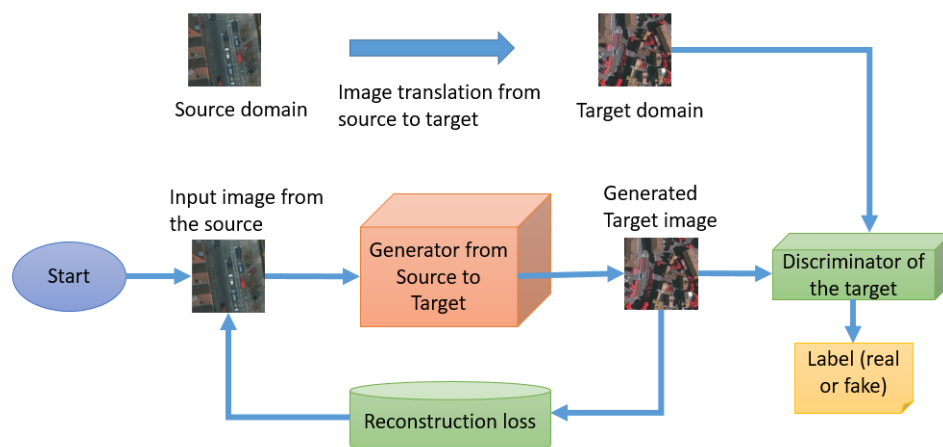 Source domain
Image translation from
source to target
Target domain
Input image from
the source
Generated
Target image
Start
Generator from
Source to
Target
Discriminator of
the target
Label (real
or fake)
Reconstruction loss